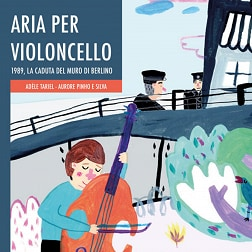 ARIA PER
VIOLONCELLO
1989, LA CADUTA DEL MURO DI BERLINO
ADÈLE TARIEL - AURORE PINHO E SILVA